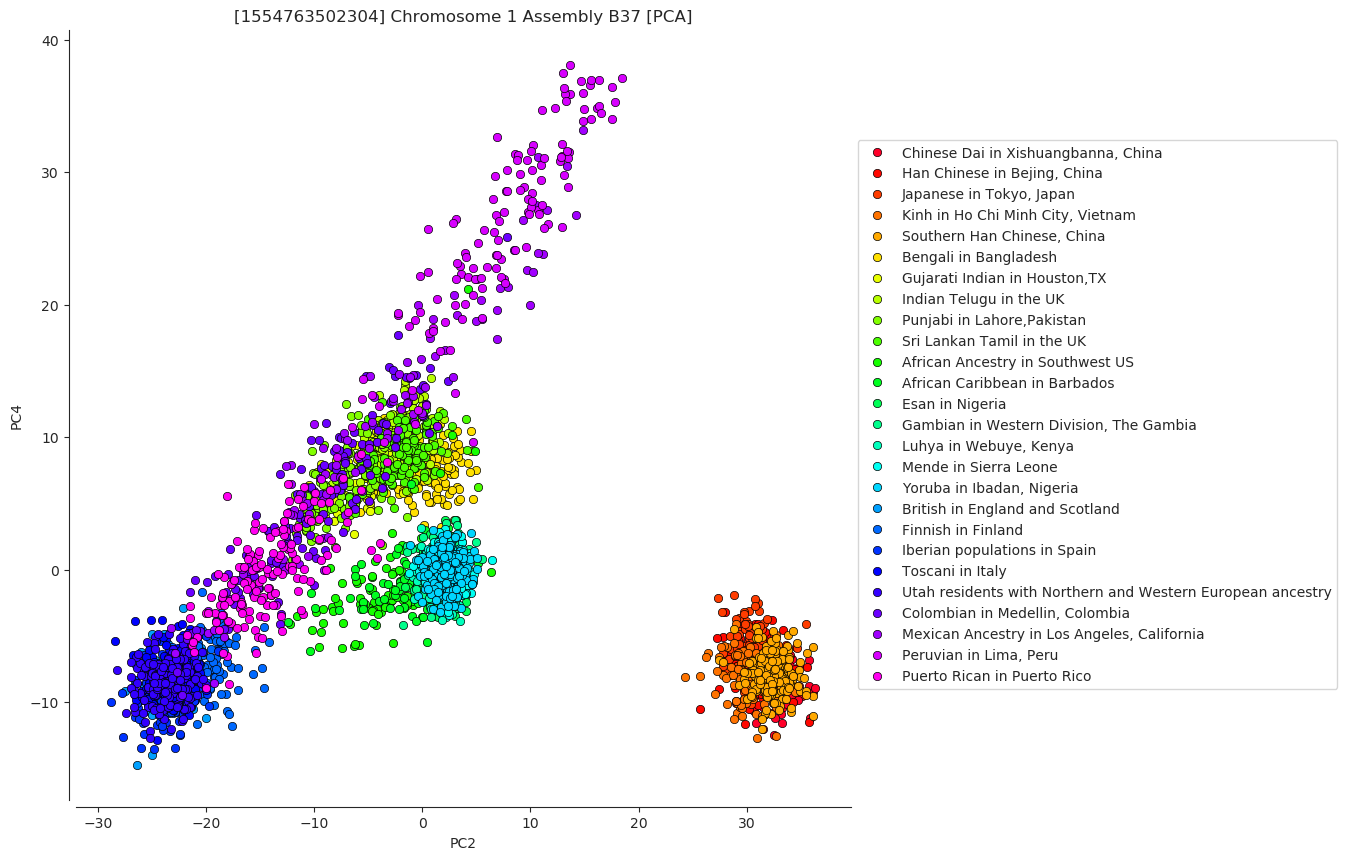 [1554763502304] Chromosome 1 Assembly B37 [PCA]
40
30
20
10
0
−10
PC4
−30
−20
−10
0
10
20
30
PC2
Chinese Dai in Xishuangbanna, China
Han Chinese in Bejing, China
Japanese in Tokyo, Japan
Kinh in Ho Chi Minh City, Vietnam
Southern Han Chinese, China
Bengali in Bangladesh
Gujarati Indian in Houston,TX
Indian Telugu in the UK
Punjabi in Lahore,Pakistan
Sri Lankan Tamil in the UK
African Ancestry in Southwest US
African Caribbean in Barbados
Esan in Nigeria
Gambian in Western Division, The Gambia
Luhya in Webuye, Kenya
Mende in Sierra Leone
Yoruba in Ibadan, Nigeria
British in England and Scotland
Finnish in Finland
Iberian populations in Spain
Toscani in Italy
Utah residents with Northern and Western European ancestry
Colombian in Medellin, Colombia
Mexican Ancestry in Los Angeles, California
Peruvian in Lima, Peru
Puerto Rican in Puerto Rico